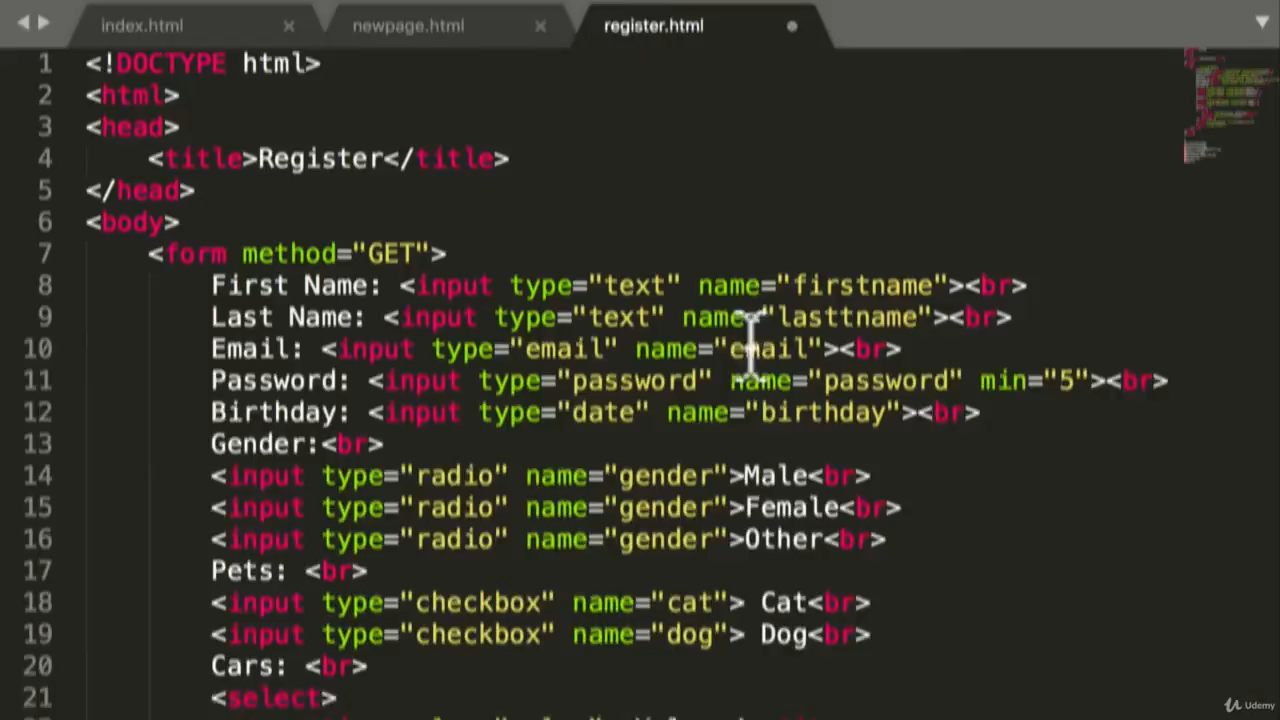 index.html newpage.html register.html
1 <!DOCTYPE html>
2 <html>
3 <head>
4 <title>Register</title>
5 </head>
6 <body>
7 <form method="GET">
8 First Name: <input type="text" name="firstname"><br>
9 Last Name: <input type="text" name="lasttname"><br>
10 Email: <input type="email" name="email"><br>
11 Password: <input type="password" name="password" min="5"><br>
12 Birthday: <input type="date" name="birthday"><br>
13 Gender:<br>
14 <input type="radio" name="gender">Male<br>
15 <input type="radio" name="gender">Female<br>
16 <input type="radio" name="gender">Other<br>
17 Pets: <br>
18 <input type="checkbox" name="cat"> Cat<br>
19 <input type="checkbox" name="dog"> Dog<br>
20 Cars: <br>
21 <select>
Udemy